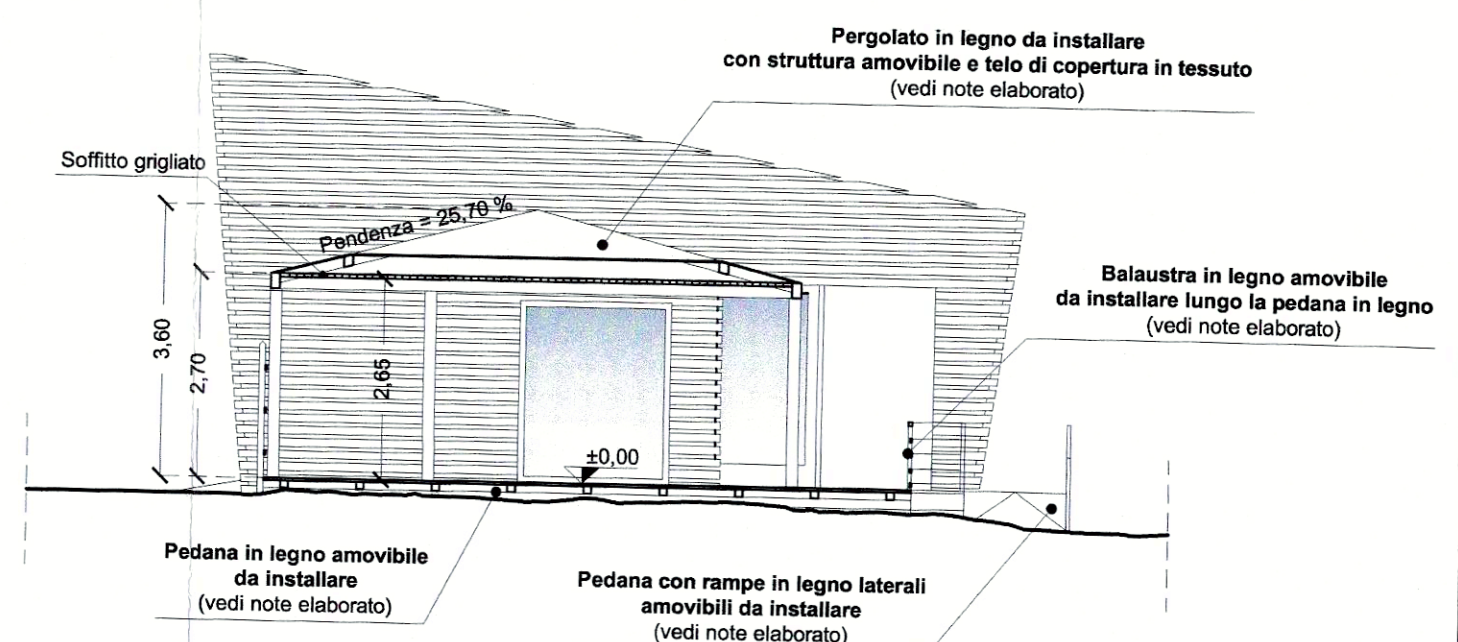 Pergolato in legno da installare
con struttura amovibile e telo di copertura in tessuto
(vedi note elaborato)
Soffitto grigliato
Pendenza = 25,70 %
Balaustra in legno amovibile
da installare lungo la pedana in legno
(vedi note elaborato)
3,60
2,70
2,65
±0,00
Pedana in legno amovibile
da installare
(vedi note elaborato)
Pedana con rampe in legno laterali
amovibili da installare
(vedi note elaborato)